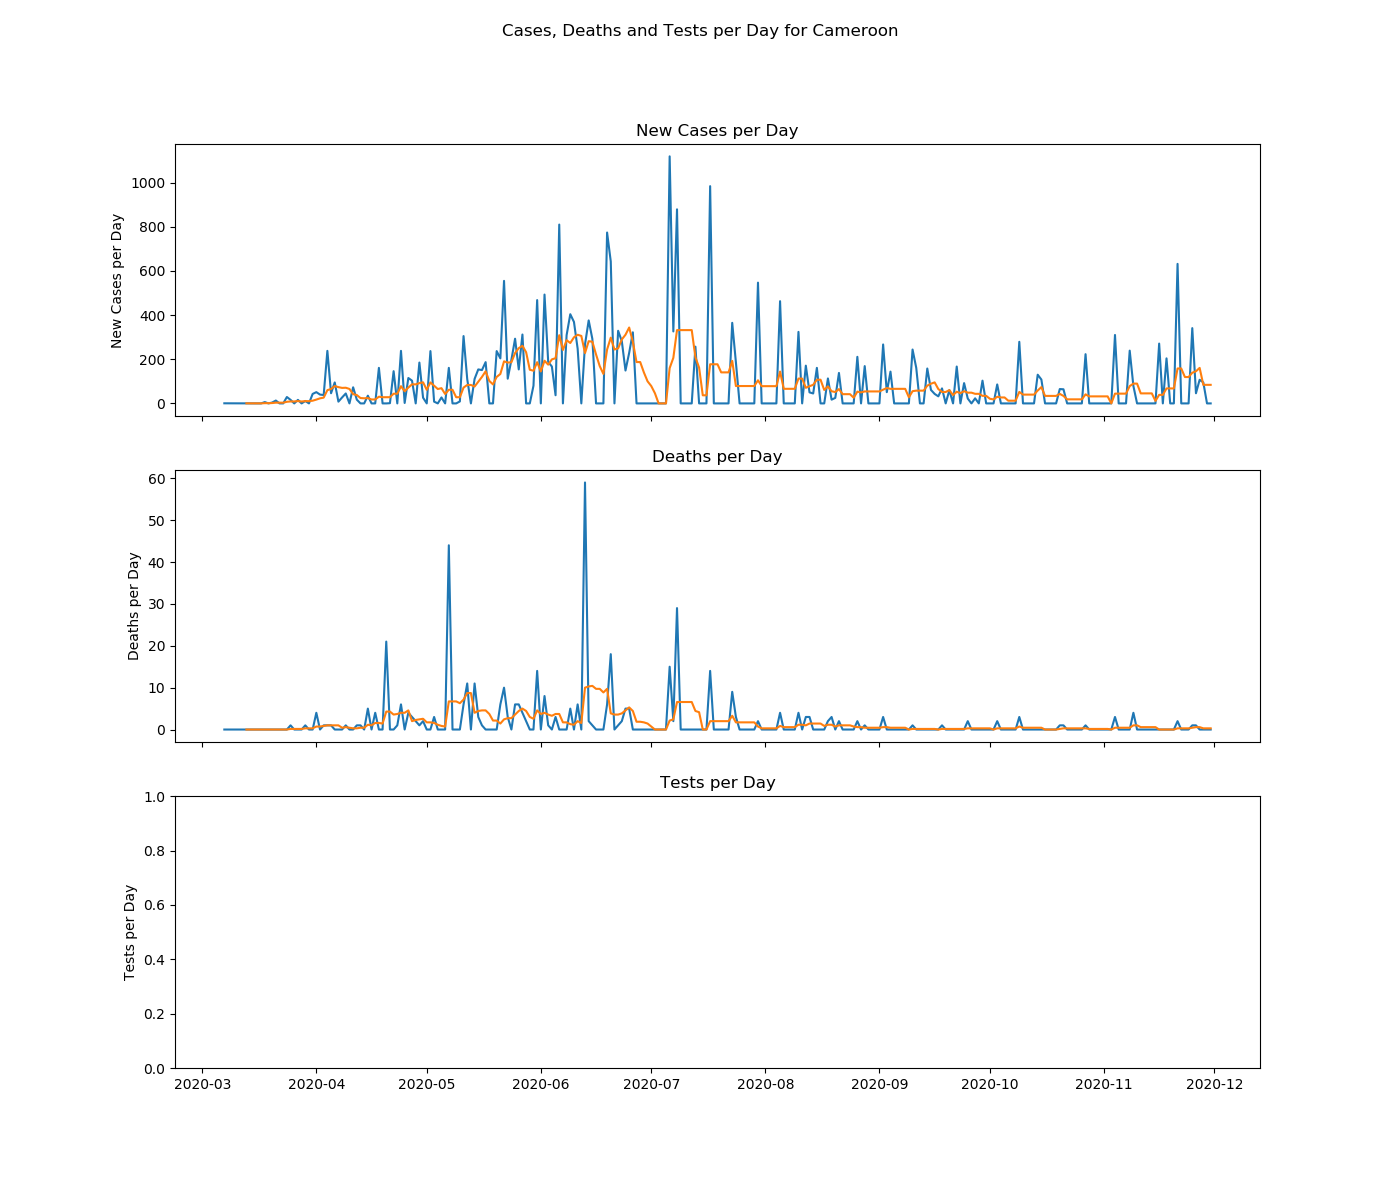 Cases, Deaths and Tests per Day for Cameroon
New Cases per Day
New Cases per Day
1000
800
600
400
200
0
Deaths per Day
Deaths per Day
60
50
40
30
20
10
0
Tests per Day
Tests per Day
1.0
0.8
0.6
0.4
0.2
0.0
2020-03 2020-04 2020-05 2020-06 2020-07 2020-08 2020-09 2020-10 2020-11 2020-12